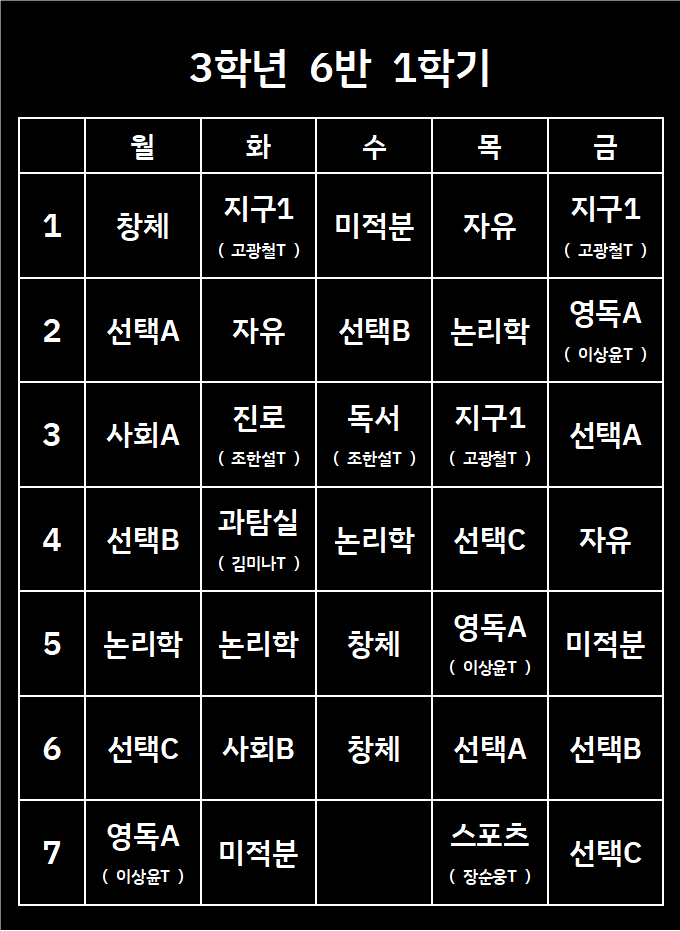 3학년 6반 1학기
월 화 수 목 금
1 창체 지구1 ( 고광철T ) 미적분 자유 지구1 ( 고광철T )
2 선택A 자유 선택B 논리학 영독A ( 이상윤T )
3 사회A 진로 ( 조한설T ) 독서 ( 조한설T ) 지구1 ( 고광철T ) 선택A
4 선택B 과탐실 ( 김미나T ) 논리학 선택C 자유
5 논리학 논리학 창체 영독A ( 이상윤T ) 미적분
6 선택C 사회B 창체 선택A 선택B
7 영독A ( 이상윤T ) 미적분 스포츠 ( 장순웅T ) 선택C